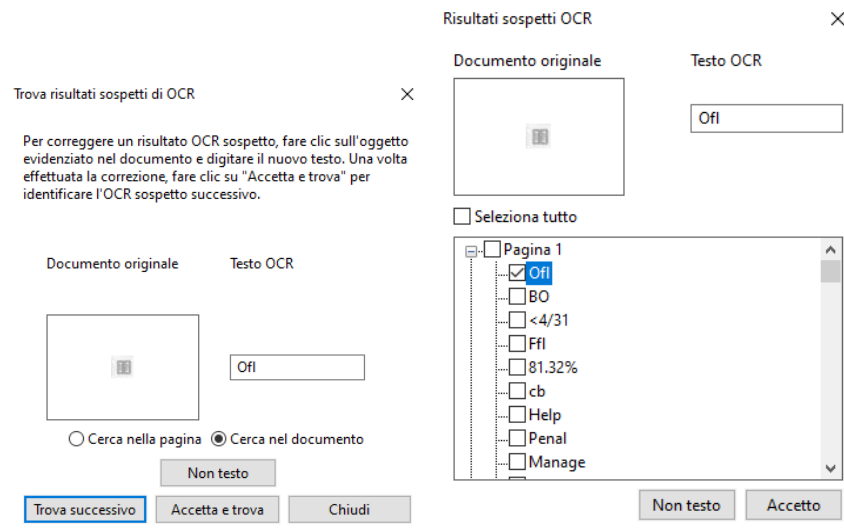 Trova risultati sospetti di OCR
Per correggere un risultato OCR sospetto, fare clic sull'oggetto
evidenziato nel documento e digitare il nuovo testo. Una volta
effettuata la correzione, fare clic su "Accetta e trova" per
identificare l'OCR sospetto successivo.
Documento originale
Testo OCR
Ofl
Cerca nella pagina
Cerca nel documento
Non testo
Trova successivo
Accetta e trova
Chiudi
Risultati sospetti OCR
Documento originale
Testo OCR
Ofl
Seleziona tutto
Pagina 1
Ofl
BO
<4/31
Ffl
81.32%
cb
Help
Penal
Manage
Non testo
Accetto